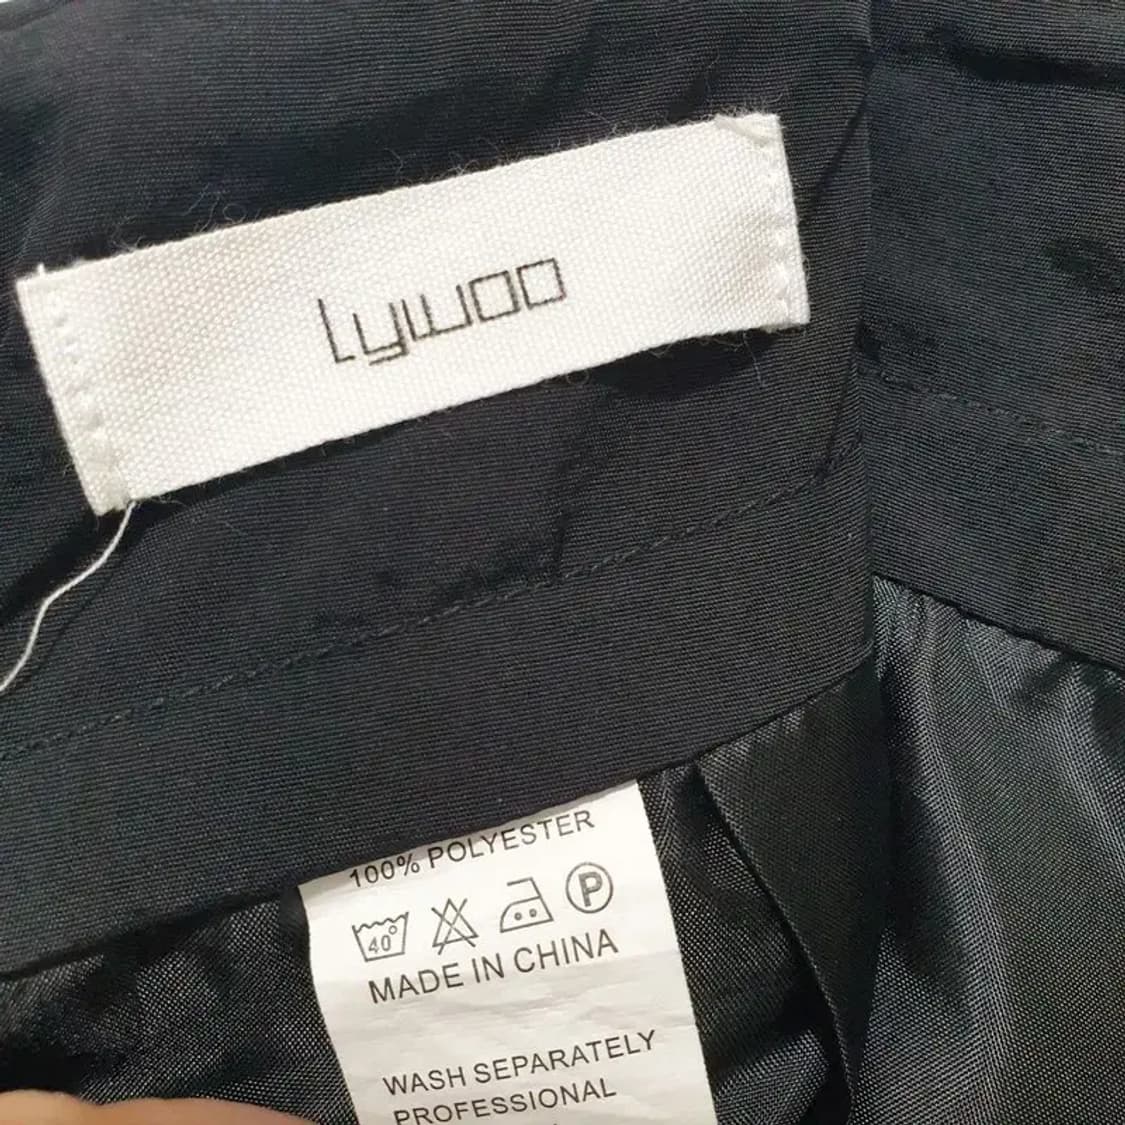 lywoo
100% POLYESTER
40°
P
MADE IN CHINA
WASH SEPARATELY
PROFESSIONAL